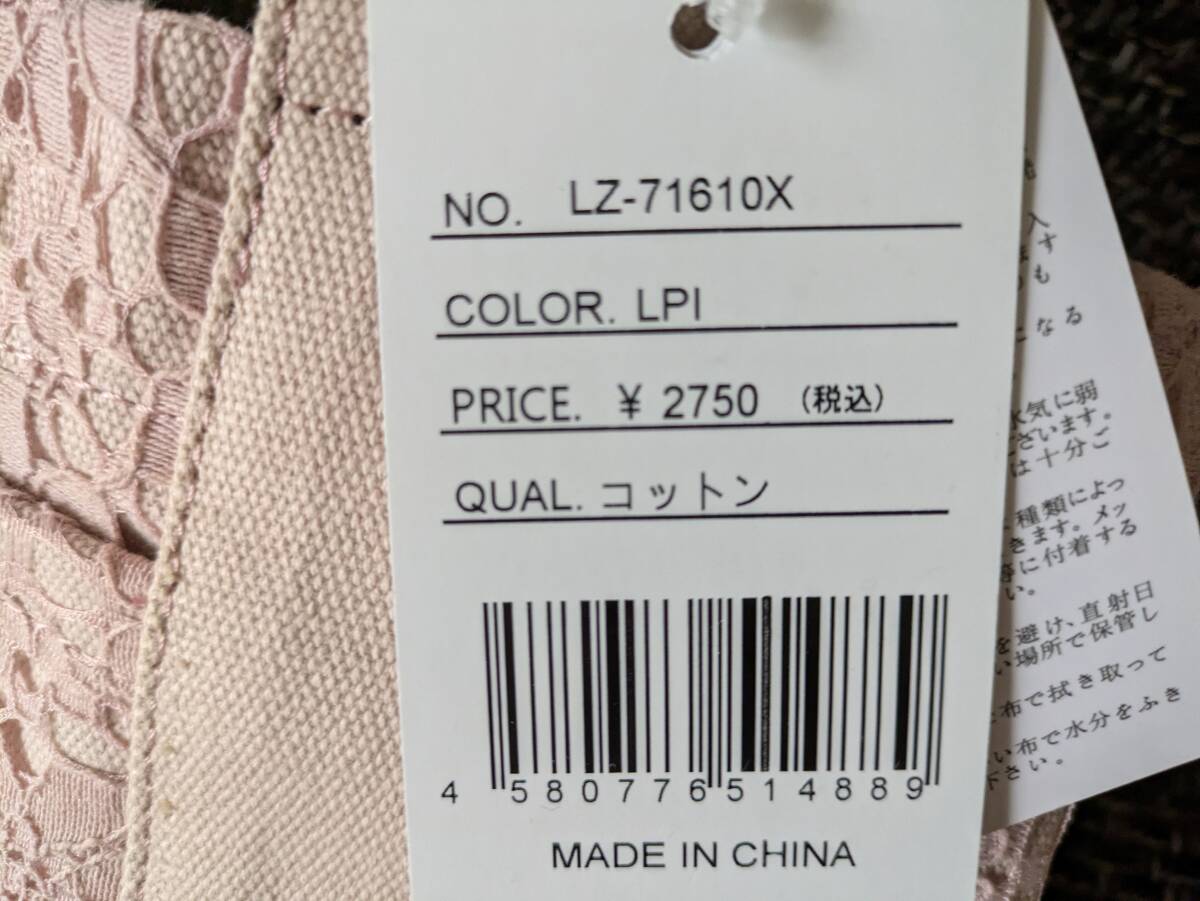 NO. LZ-71610X
COLOR. LPI
PRICE. ¥ 2750 (税込)
QUAL. コットン
4 580776 514889
MADE IN CHINA
入
ます
も
になる
水気に弱
ございます。
は十分ご
種類によっ
きます。メッ
に付着する
い。
を避け、直射日
い場所で保管し
布で拭き取って
い布で水分をふき
下さい。